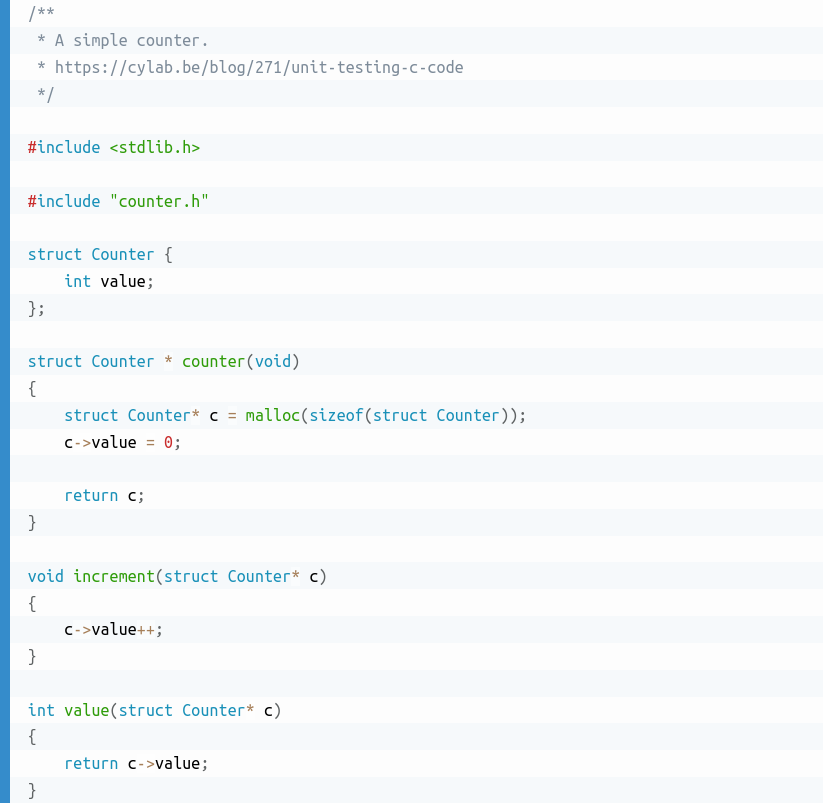 /**
 * A simple counter.
 * https://cylab.be/blog/271/unit-testing-c-code
 */

#include <stdlib.h>

#include "counter.h"

struct Counter {
    int value;
};

struct Counter * counter(void)
{
    struct Counter* c = malloc(sizeof(struct Counter));
    c->value = 0;

    return c;
}

void increment(struct Counter* c)
{
    c->value++;
}

int value(struct Counter* c)
{
    return c->value;
}